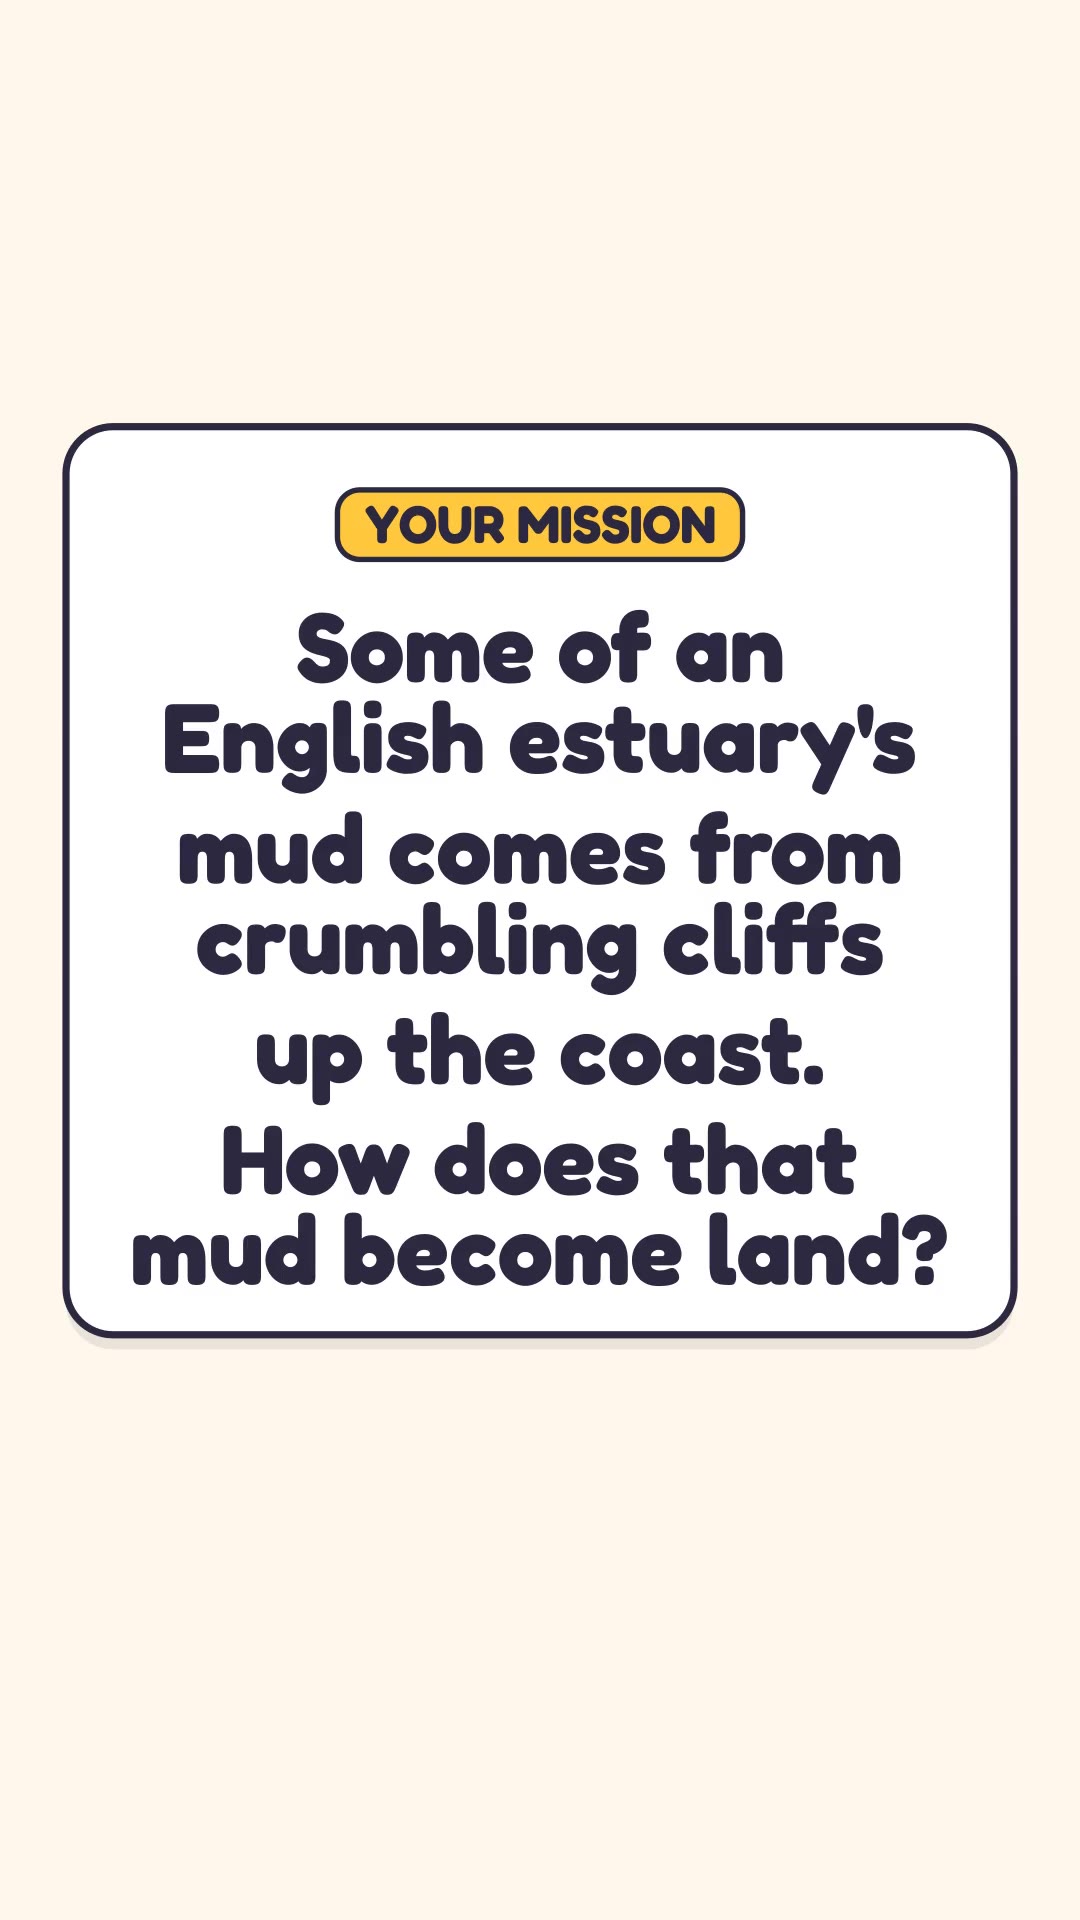 YOUR MISSION
Some of an
English estuary's
mud comes from
crumbling cliffs
up the coast.
How does that
mud become land?